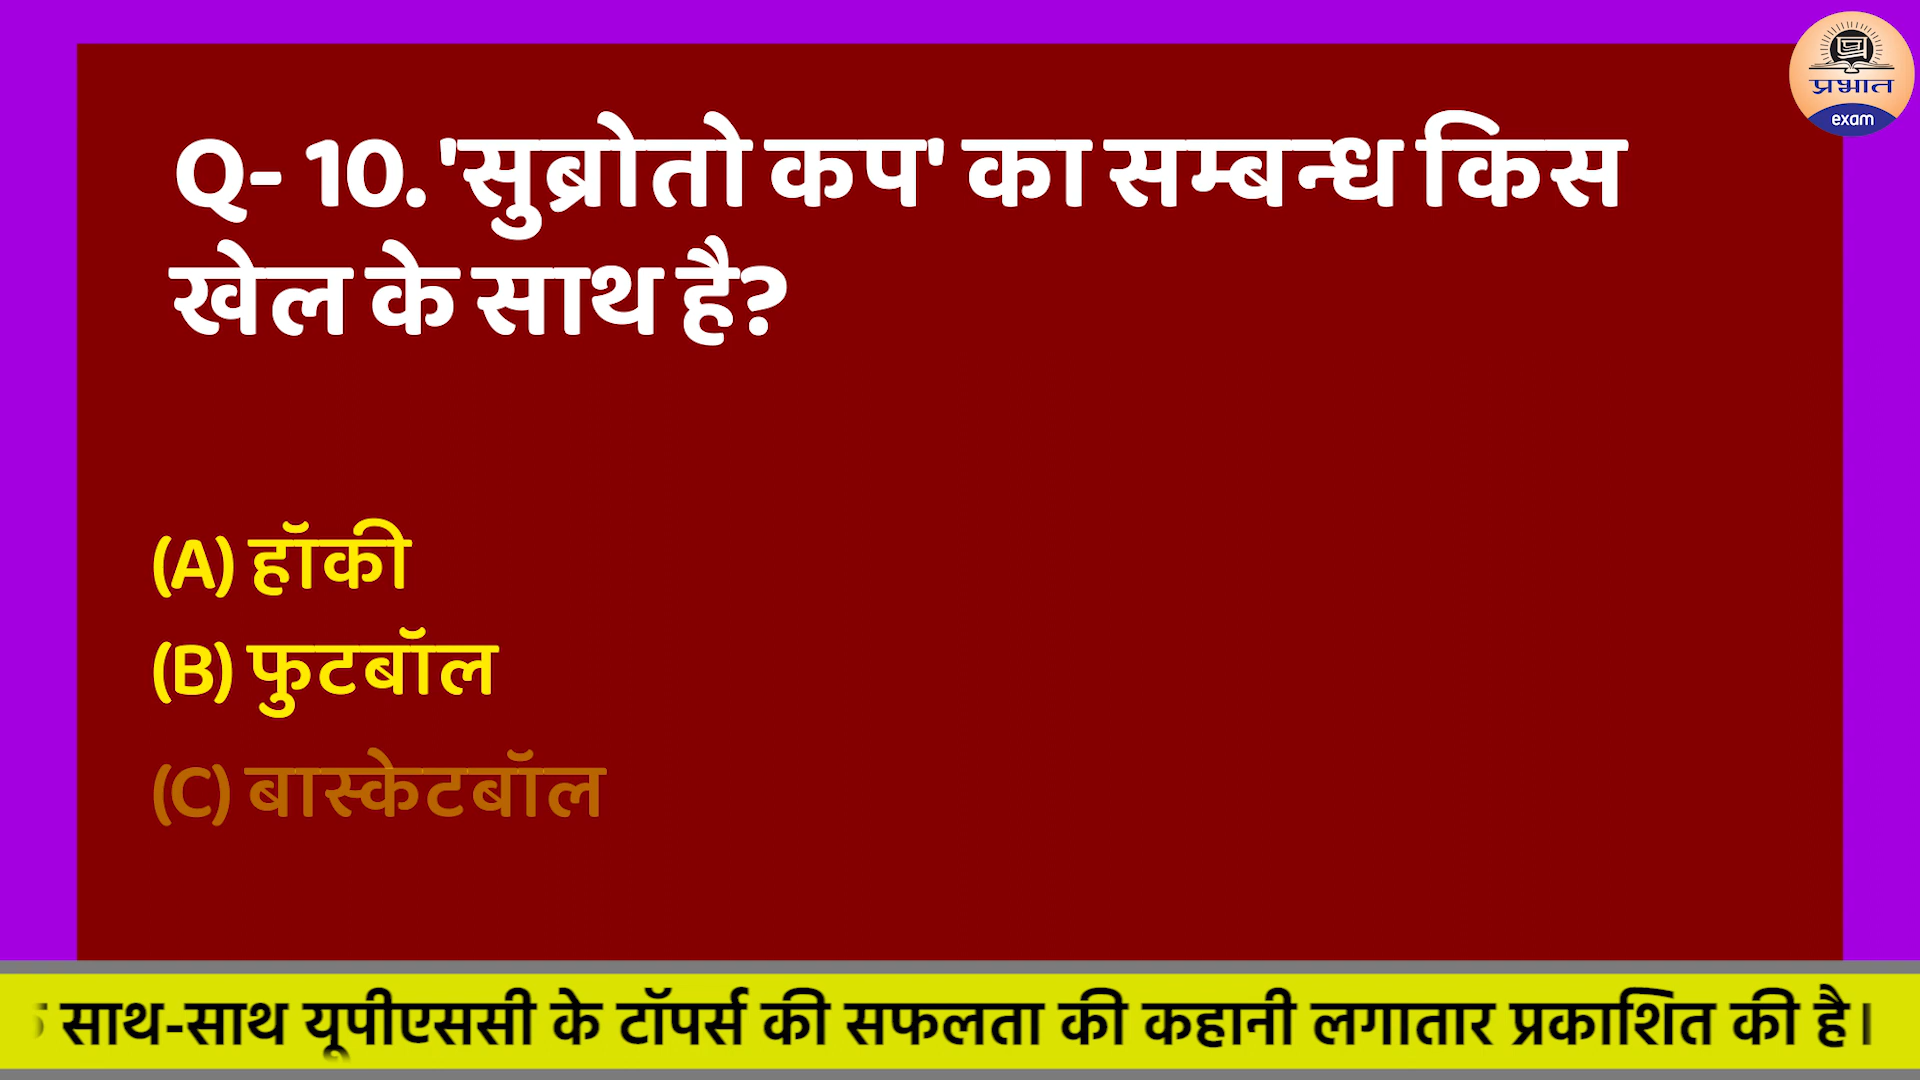 प्रभात
exam
Q- 10. 'सुब्रोतो कप' का सम्बन्ध किस
खेल के साथ है?
(A) हॉकी
(B) फुटबॉल
(C) बास्केटबॉल
साथ-साथ यूपीएससी के टॉपर्स की सफलता की कहानी लगातार प्रकाशित की है।